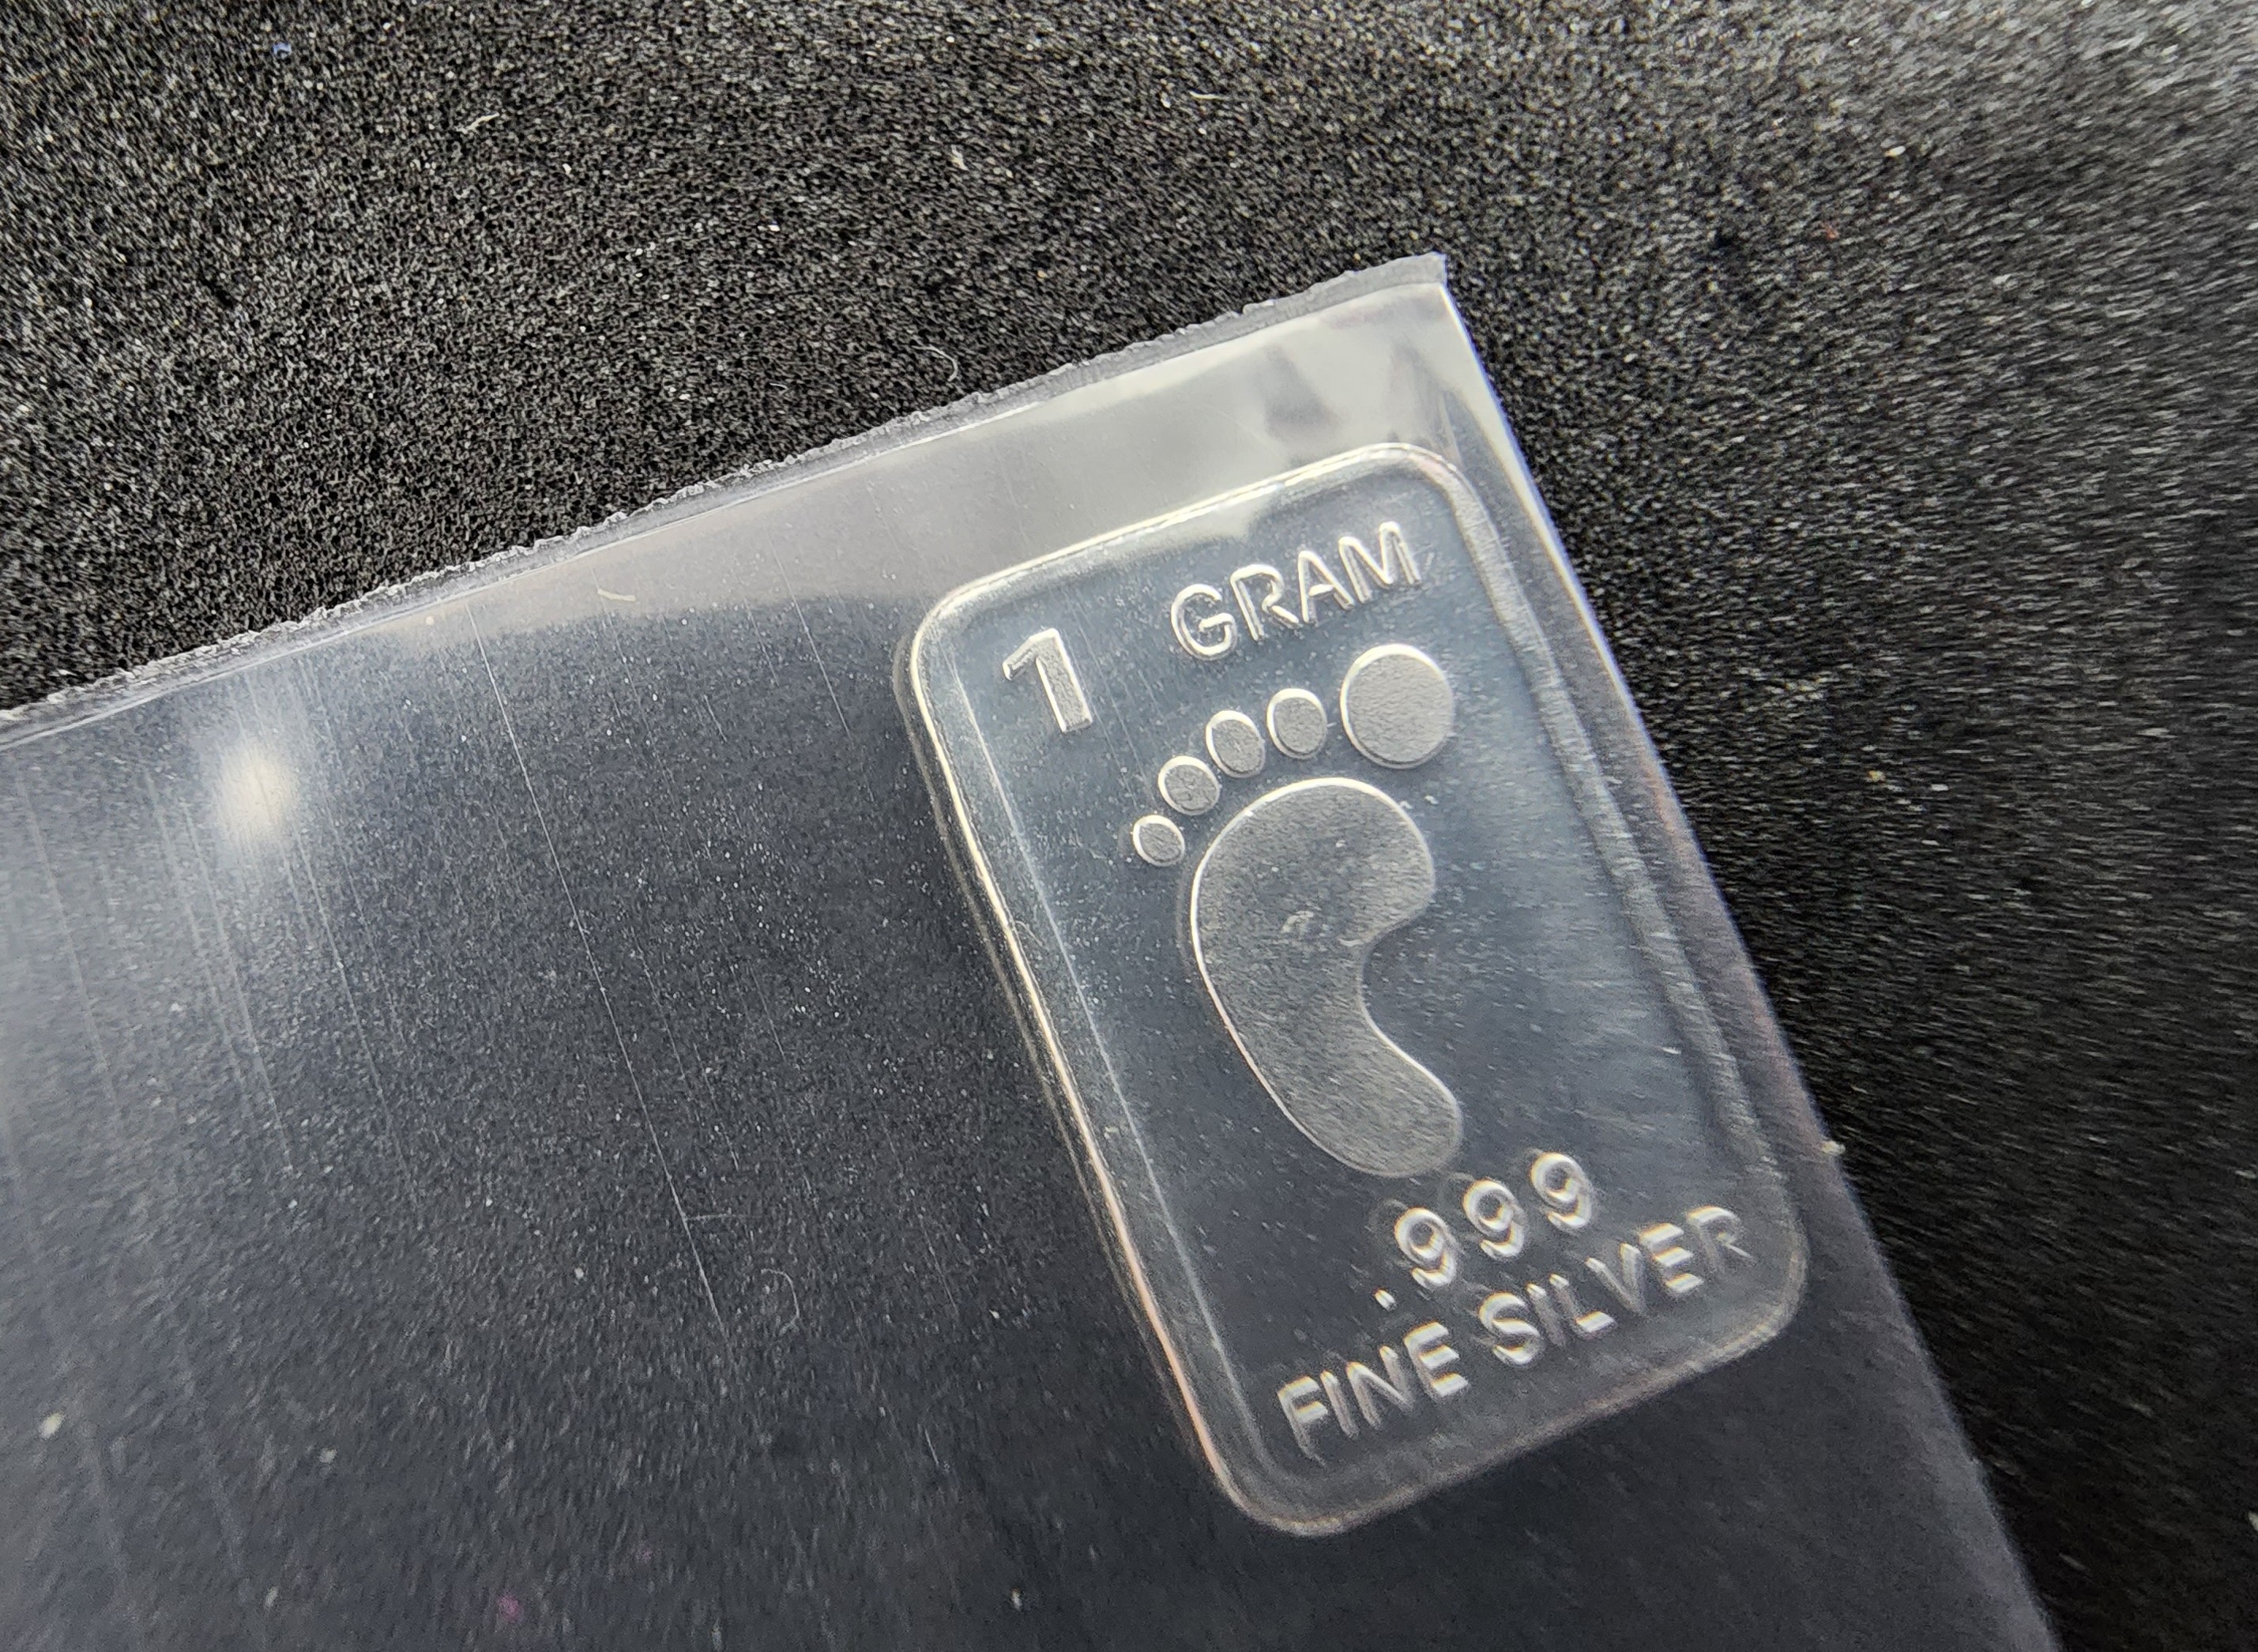 1 GRAM
.999
FINE SILVER